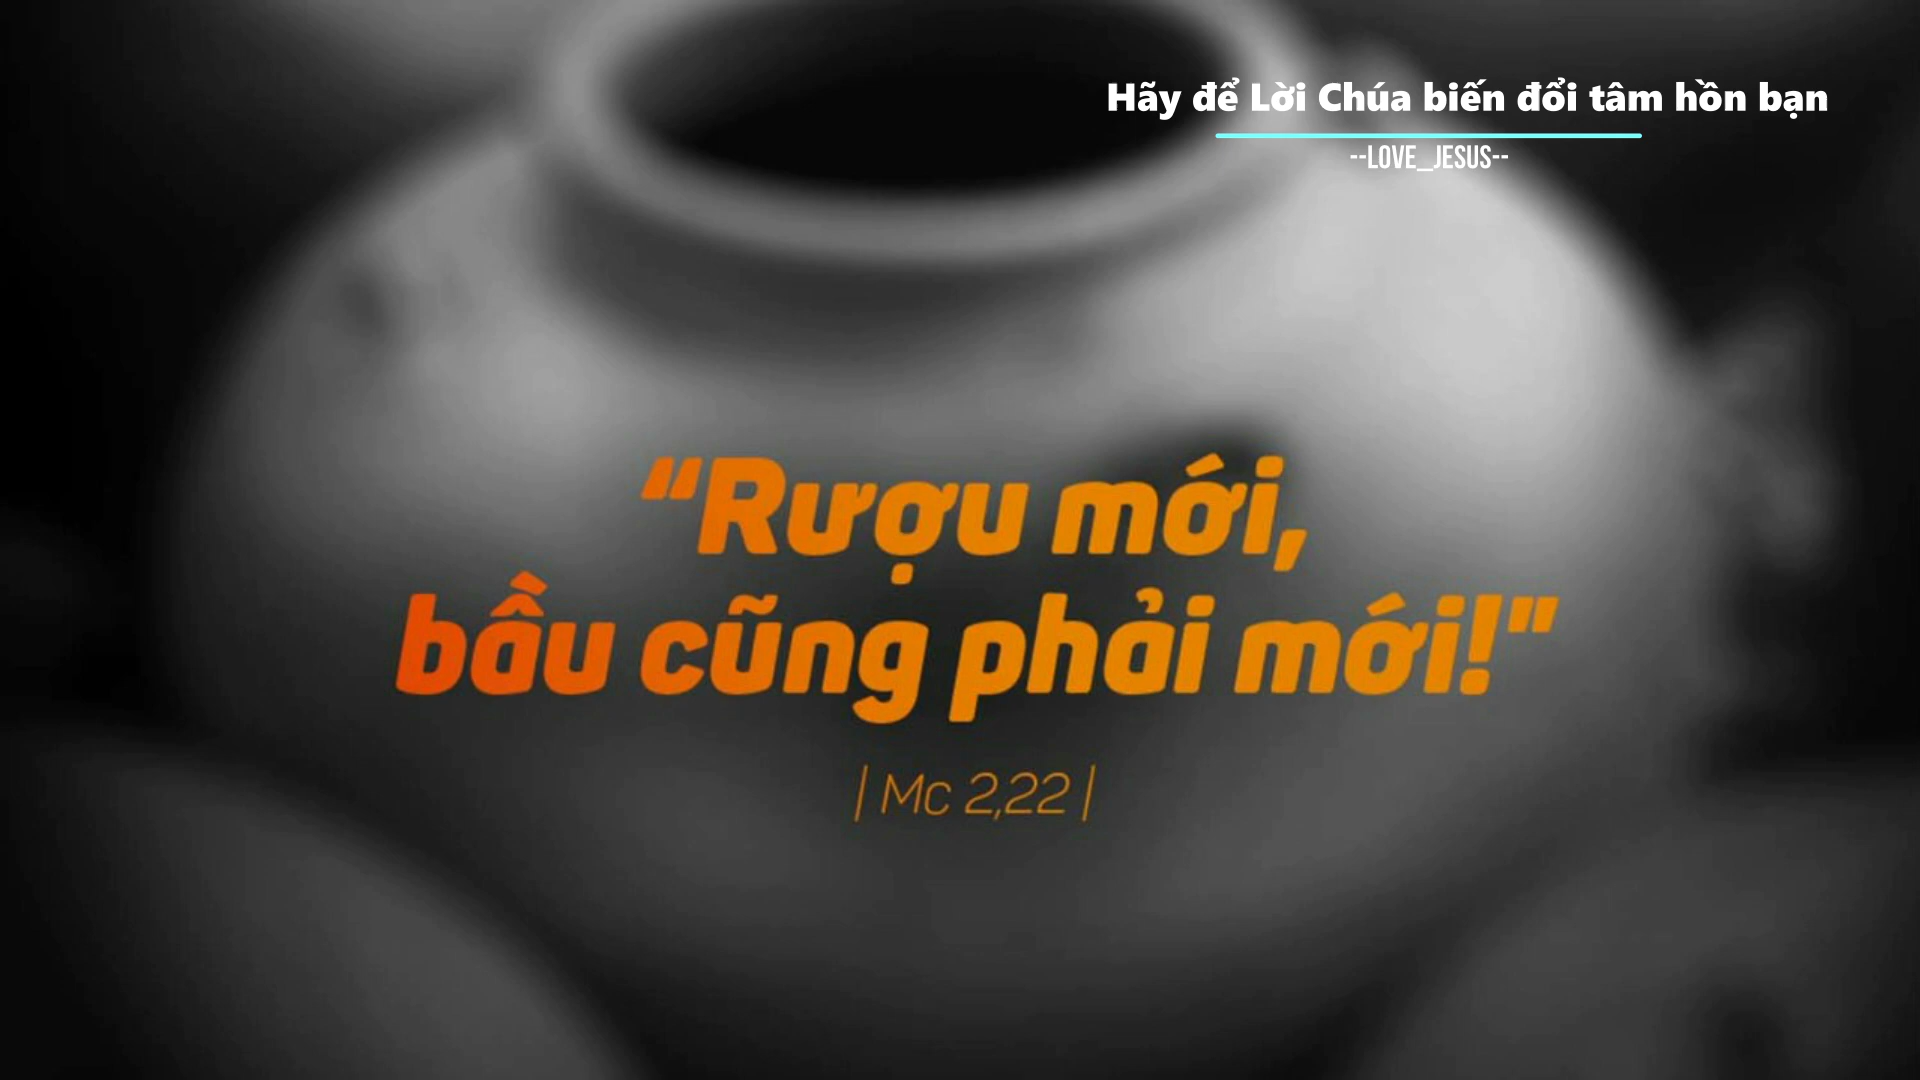 Hãy để Lời Chúa biến đổi tâm hồn bạn
--LOVE_JESUS--
“Rượu mới,
bầu cũng phải mới!"
| Mc 2,22 |